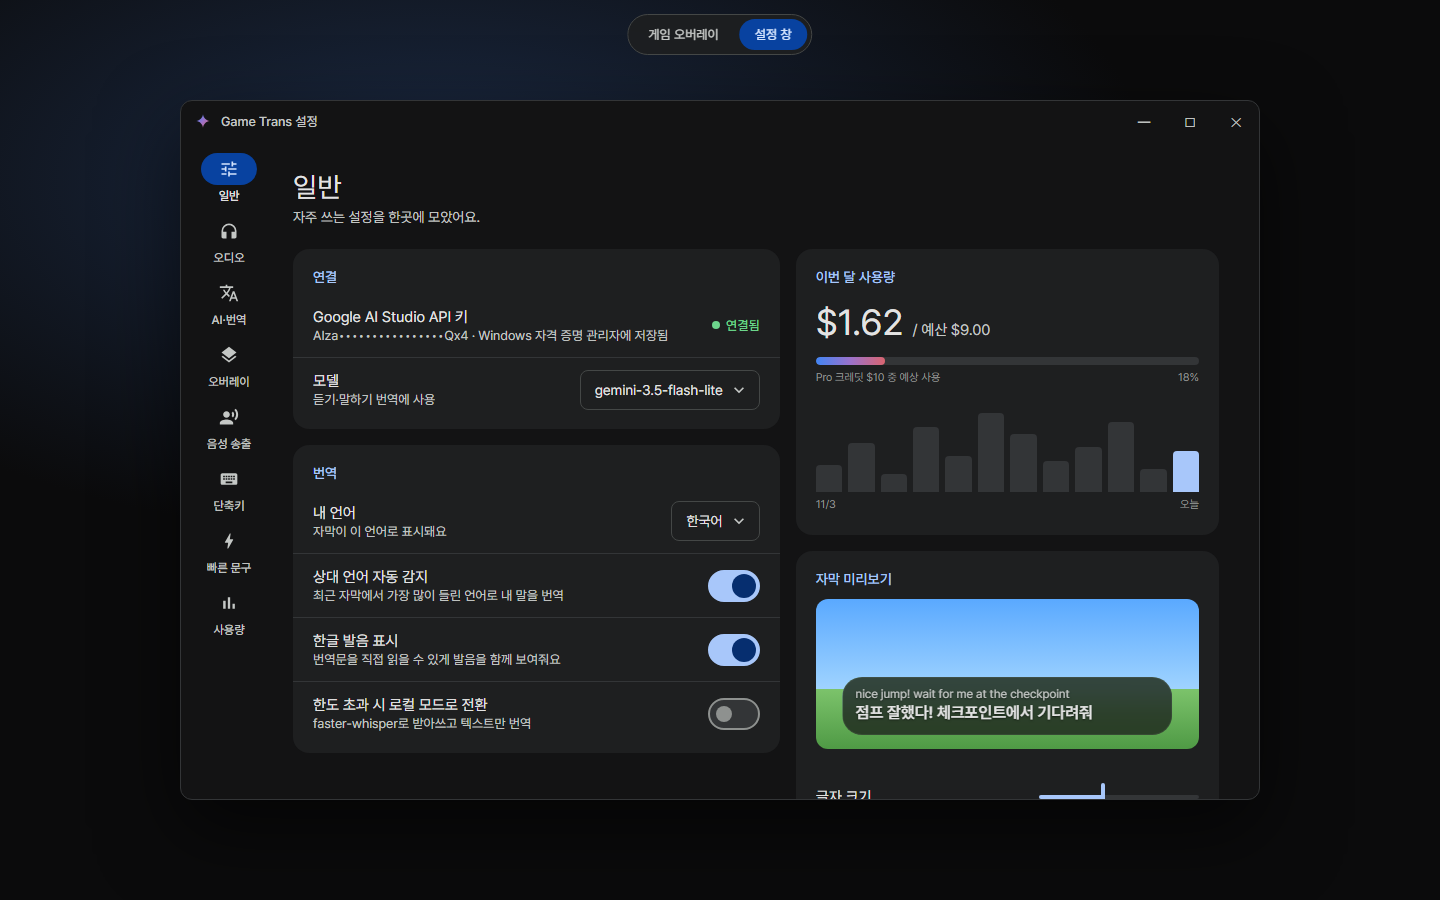 게임 오버레이
설정 창
Game Trans 설정
일반
오디오
AI·번역
오버레이
음성 송출
단축키
빠른 문구
사용량
일반
자주 쓰는 설정을 한곳에 모았어요.
연결
Google AI Studio API 키
AIza••••••••••••••••Qx4 · Windows 자격 증명 관리자에 저장됨
연결됨
모델
듣기·말하기 번역에 사용
gemini-3.5-flash-lite
번역
내 언어
자막이 이 언어로 표시돼요
한국어
상대 언어 자동 감지
최근 자막에서 가장 많이 들린 언어로 내 말을 번역
한글 발음 표시
번역문을 직접 읽을 수 있게 발음을 함께 보여줘요
한도 초과 시 로컬 모드로 전환
faster-whisper로 받아쓰고 텍스트만 번역
이번 달 사용량
$1.62 / 예산 $9.00
Pro 크레딧 $10 중 예상 사용
18%
11/3
오늘
자막 미리보기
nice jump! wait for me at the checkpoint
점프 잘했다! 체크포인트에서 기다려줘
글자 크기